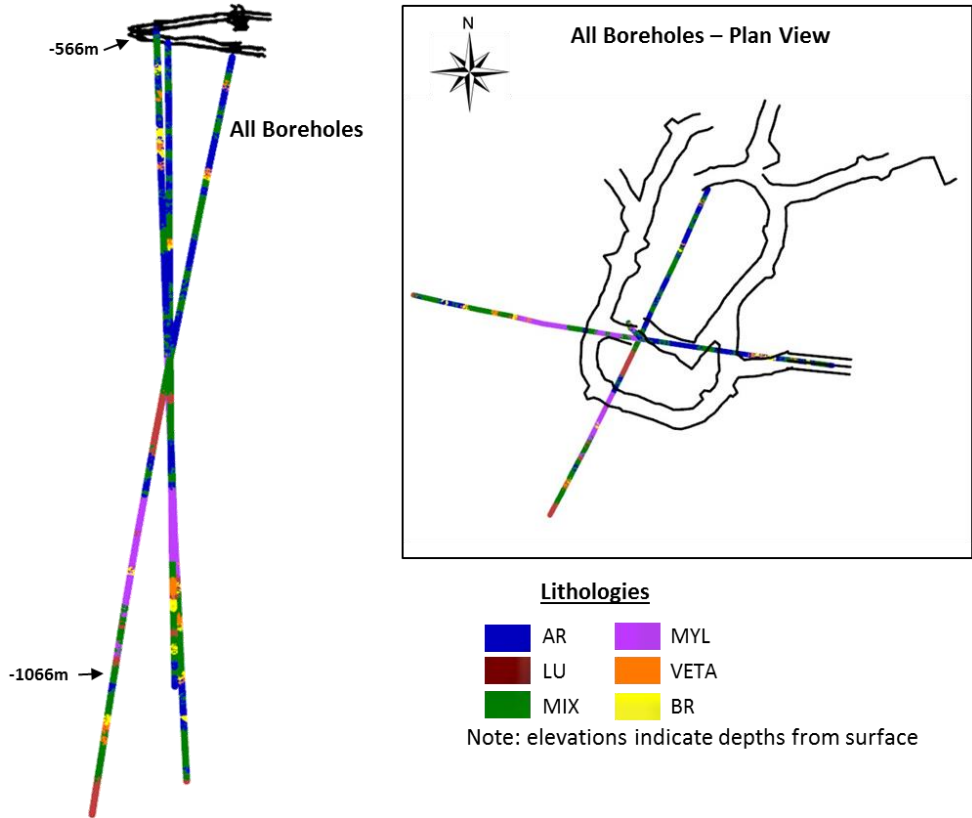 -566m
All Boreholes
-1066m
N
All Boreholes – Plan View
Lithologies
AR
MYL
LU
VETA
MIX
BR
Note: elevations indicate depths from surface